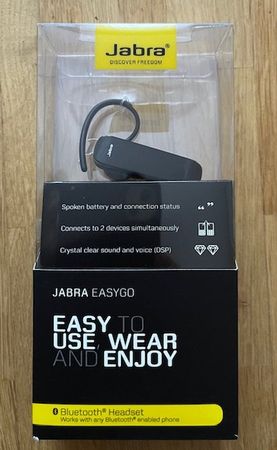 Jabra®
DISCOVER FREEDOM
Jabra
Spoken battery and connection status
Connects to 2 devices simultaneously
Crystal clear sound and voice (DSP)
JABRA EASYGO
EASY TO
USE, WEAR
AND ENJOY
Bluetooth® Headset
Works with any Bluetooth® enabled phone